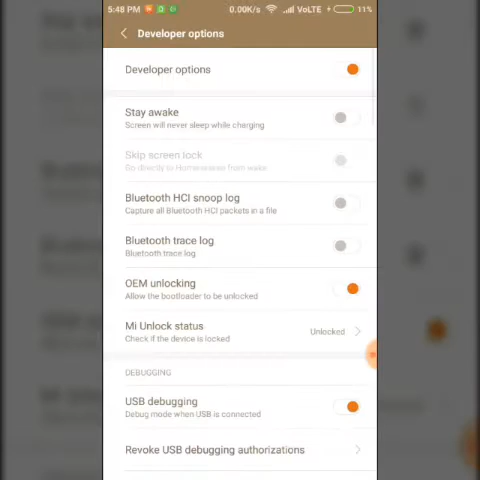 5:48 PM 0.00K/s VoLTE 11%
Developer options
Developer options
Stay awake
Screen will never sleep while charging
Skip screen lock
Go directly to Homescreen from wake
Bluetooth HCI snoop log
Capture all Bluetooth HCI packets in a file
Bluetooth trace log
Bluetooth trace log
OEM unlocking
Allow the bootloader to be unlocked
Mi Unlock status
Unlocked
Check if the device is locked
DEBUGGING
USB debugging
Debug mode when USB is connected
Revoke USB debugging authorizations